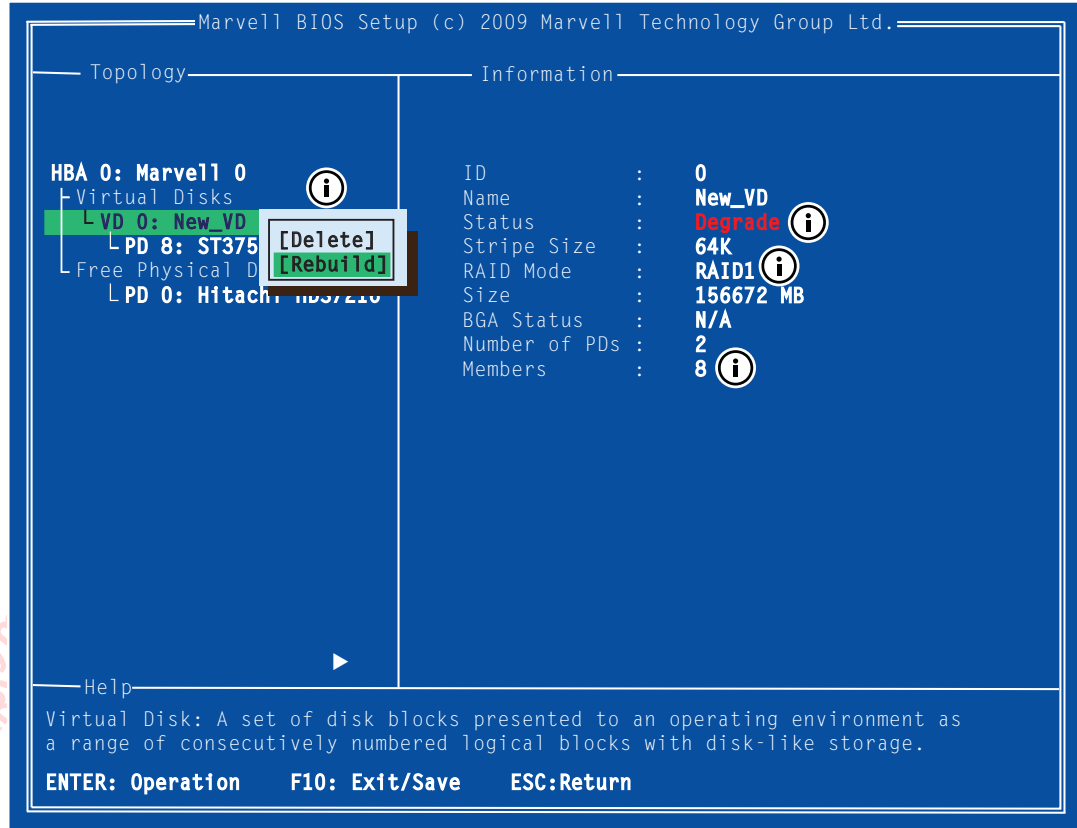 Marvell BIOS Setup (c) 2009 Marvell Technology Group Ltd.
Topology
HBA 0: Marvell 0
Virtual Disks
VD 0: New_VD
PD 8: ST375
Free Physical D
PD 0: Hitachi HDS7210
[Delete]
[Rebuild]
Information
ID : 0
Name : New_VD
Status : Degrade
Stripe Size : 64K
RAID Mode : RAID1
Size : 156672 MB
BGA Status : N/A
Number of PDs : 2
Members : 8
Help
Virtual Disk: A set of disk blocks presented to an operating environment as
a range of consecutively numbered logical blocks with disk-like storage.
ENTER: Operation F10: Exit/Save ESC:Return